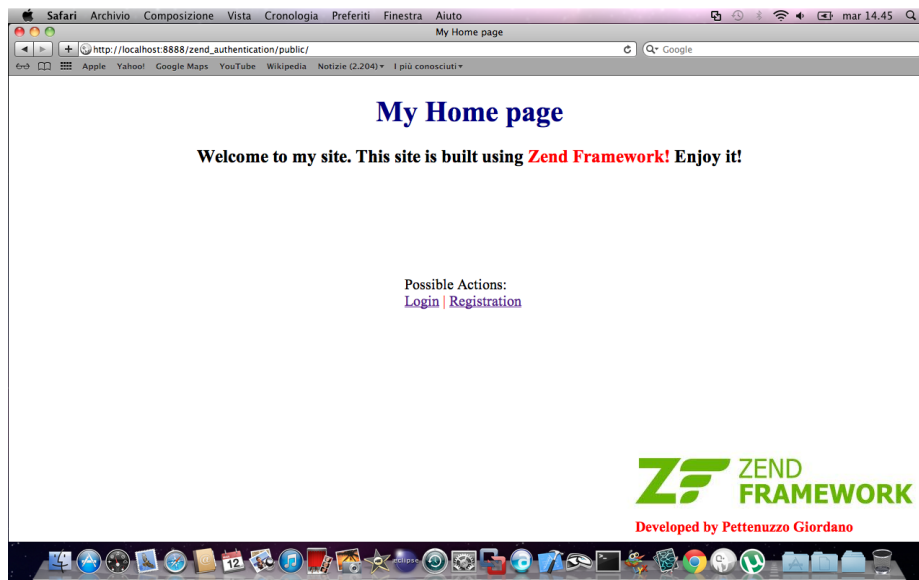 Safari Archivio Composizione Vista Cronologia Preferiti Finestra Aiuto mar 14.45
My Home page
http://localhost:8888/zend_authentication/public/ Google
Apple Yahoo! Google Maps YouTube Wikipedia Notizie (2.204) I più conosciuti
My Home page
Welcome to my site. This site is built using Zend Framework! Enjoy it!
Possible Actions:
Login | Registration
ZF ZEND
FRAMEWORK
Developed by Pettenuzzo Giordano
12 eclipse